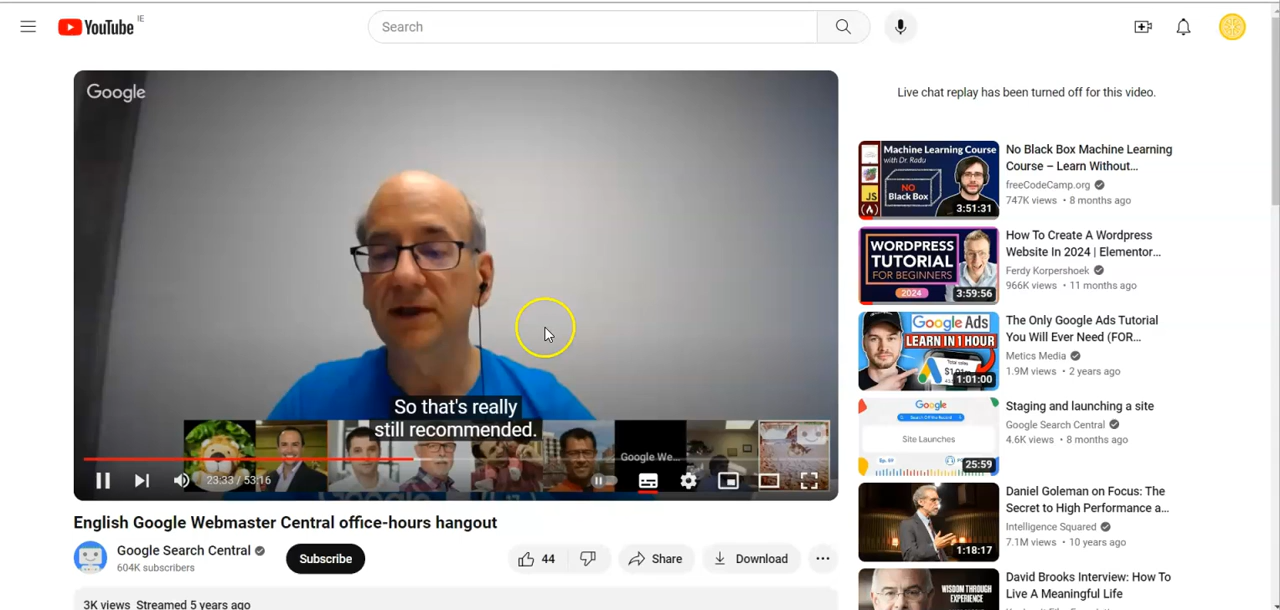 YouTube IE
Search
Google
So that's really
still recommended.
Google We...
23:33 / 53:16
English Google Webmaster Central office-hours hangout
Google Search Central
604K subscribers
Subscribe
44
Share
Download
3K views Streamed 5 years ago
Live chat replay has been turned off for this video.
Machine Learning Course
with Dr. Radu
NO
Black Box
JS
3:51:31
No Black Box Machine Learning
Course – Learn Without...
freeCodeCamp.org
747K views • 8 months ago
WORDPRESS
TUTORIAL
FOR BEGINNERS
2024
3:59:56
How To Create A Wordpress
Website In 2024 | Elementor...
Ferdy Korpershoek
966K views • 11 months ago
Google Ads
LEARN IN 1 HOUR
1:01:00
The Only Google Ads Tutorial
You Will Ever Need (FOR...
Metics Media
1.9M views • 2 years ago
Google
Site Launches
25:59
Staging and launching a site
Google Search Central
4.6K views • 8 months ago
1:18:17
Daniel Goleman on Focus: The
Secret to High Performance a...
Intelligence Squared
7.1M views • 10 years ago
WISDOM THROUGH
EXPERIENCE
David Brooks Interview: How To
Live A Meaningful Life